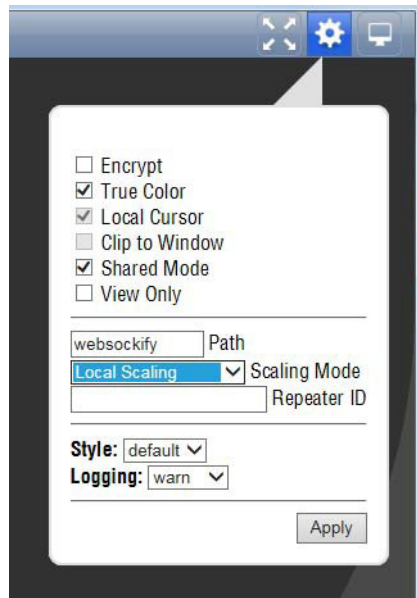 Encrypt
True Color
Local Cursor
Clip to Window
Shared Mode
View Only
websockify Path
Local Scaling Scaling Mode
Repeater ID
Style: default
Logging: warn
Apply